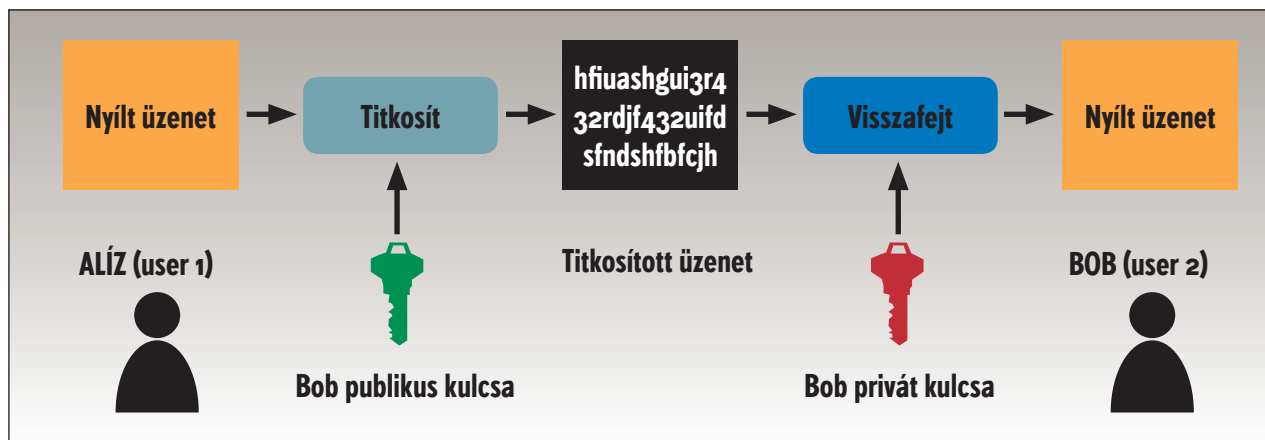 Nyílt üzenet
Titkosít
hfiuashgui3r4
32rdjf432uifd
sfndshfbfcjh
Visszafejt
Nyílt üzenet
ALÍZ (user 1)
Titkosított üzenet
BOB (user 2)
Bob publikus kulcsa
Bob privát kulcsa